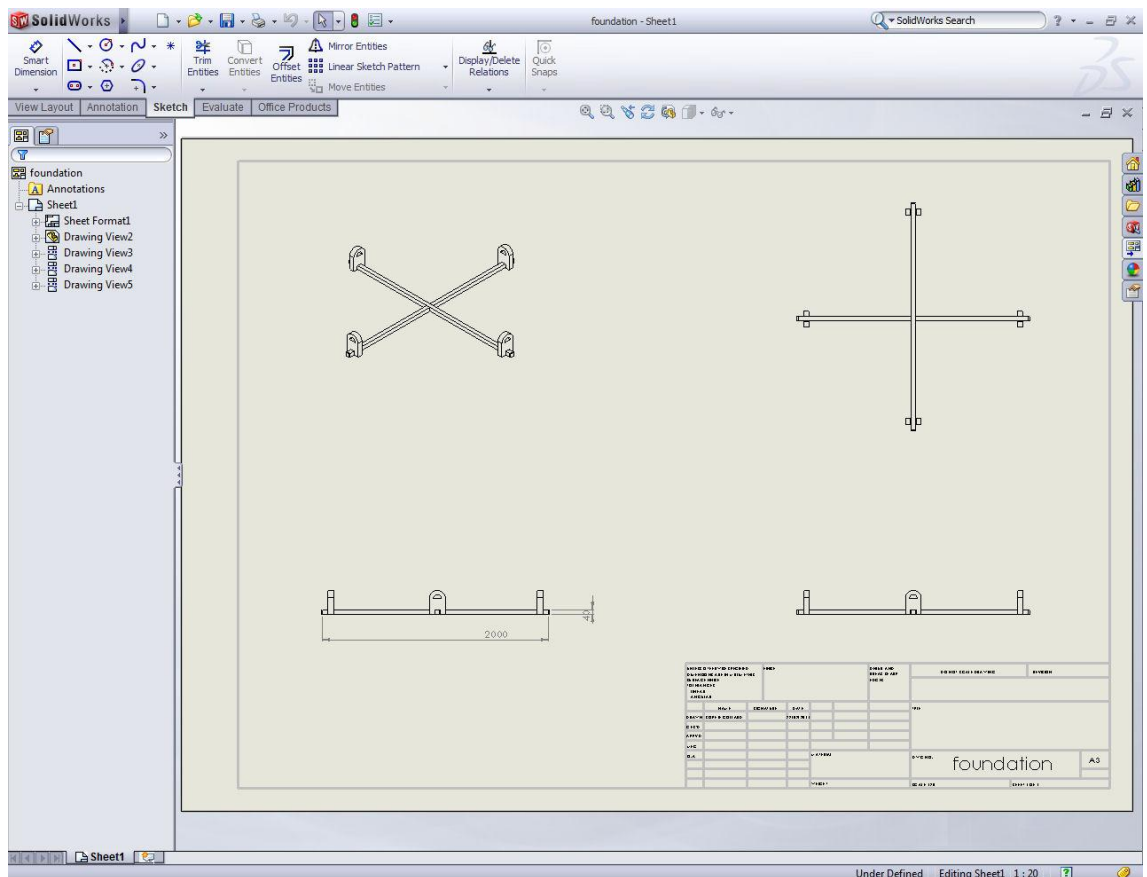 SolidWorks
foundation - Sheet1
SolidWorks Search
Smart Dimension
Trim Entities
Convert Entities
Offset Entities
Mirror Entities
Linear Sketch Pattern
Move Entities
Display/Delete Relations
Quick Snaps
View Layout
Annotation
Sketch
Evaluate
Office Products
foundation
Annotations
Sheet1
Sheet Format1
Drawing View2
Drawing View3
Drawing View4
Drawing View5
2000
40
foundation
A3
Sheet1
Under Defined
Editing Sheet1
1 : 20